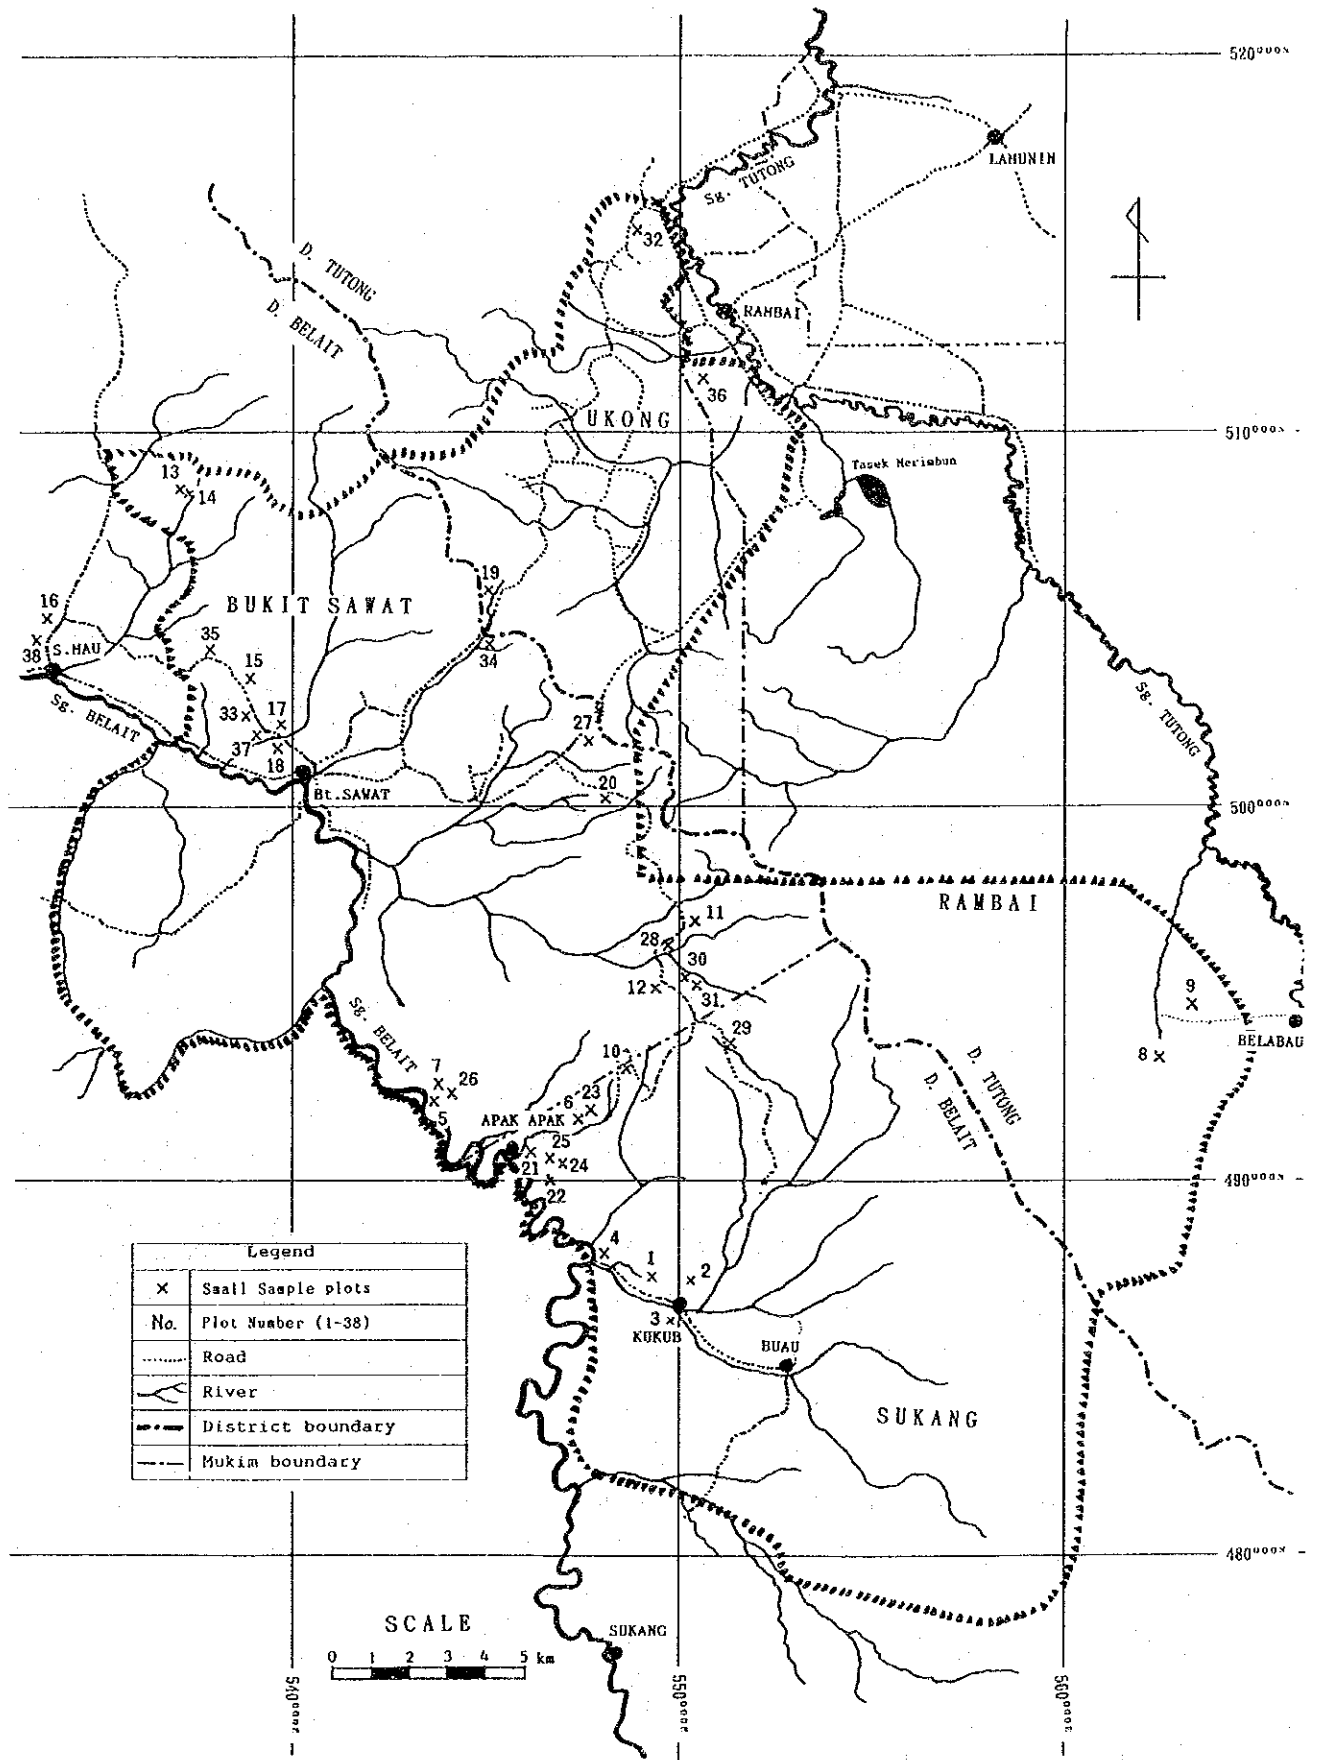 520⁰⁰⁰ᴺ
LAMUNIN
Sg. TUTONG
32
D. TUTONG
D. BELAIT
RAMBAI
36
UKONG
510⁰⁰⁰ᴺ
Tasek Merimbun
13
14
19
BUKIT SAWAT
16
35
34
38
S.MAU
15
Sg. BELAIT
33
17
27
Sg. TUTONG
37
18
Bt.SAWAT
20
500⁰⁰⁰ᴺ
RAMBAI
11
28
30
12
31
9
Sg. BELAIT
29
BELABAU
8
D. TUTONG
D. BELAIT
7
26
10
23
6
5
APAK APAK
25
21
24
22
490⁰⁰⁰ᴺ
4
1
2
3
KUKUB
BUAU
SUKANG
Legend
× Small Sample plots
No. Plot Number (1-38)
Road
River
District boundary
Mukim boundary
480⁰⁰⁰ᴺ
SCALE
0 1 2 3 4 5 km
SUKANG
540⁰⁰⁰ᴱ
550⁰⁰⁰ᴱ
560⁰⁰⁰ᴱ